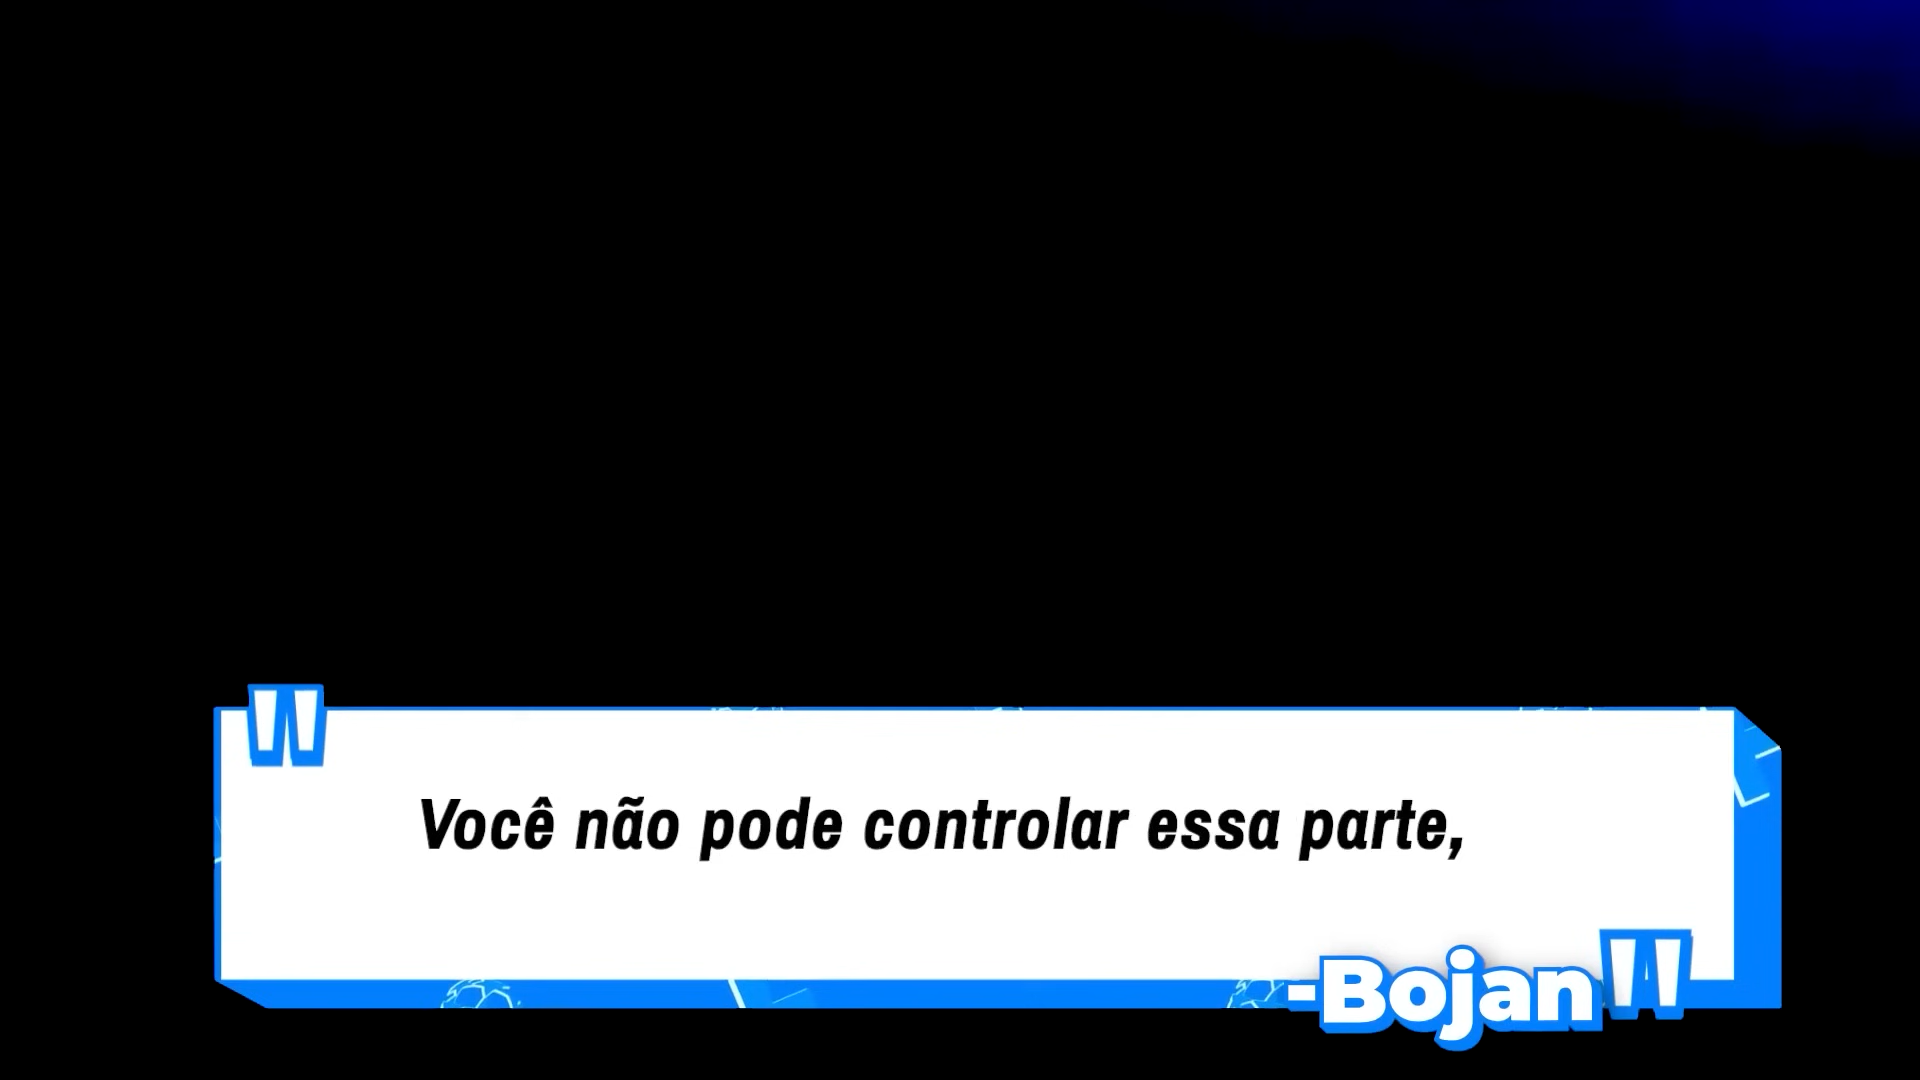 "
Você não pode controlar essa parte,
-Bojan"